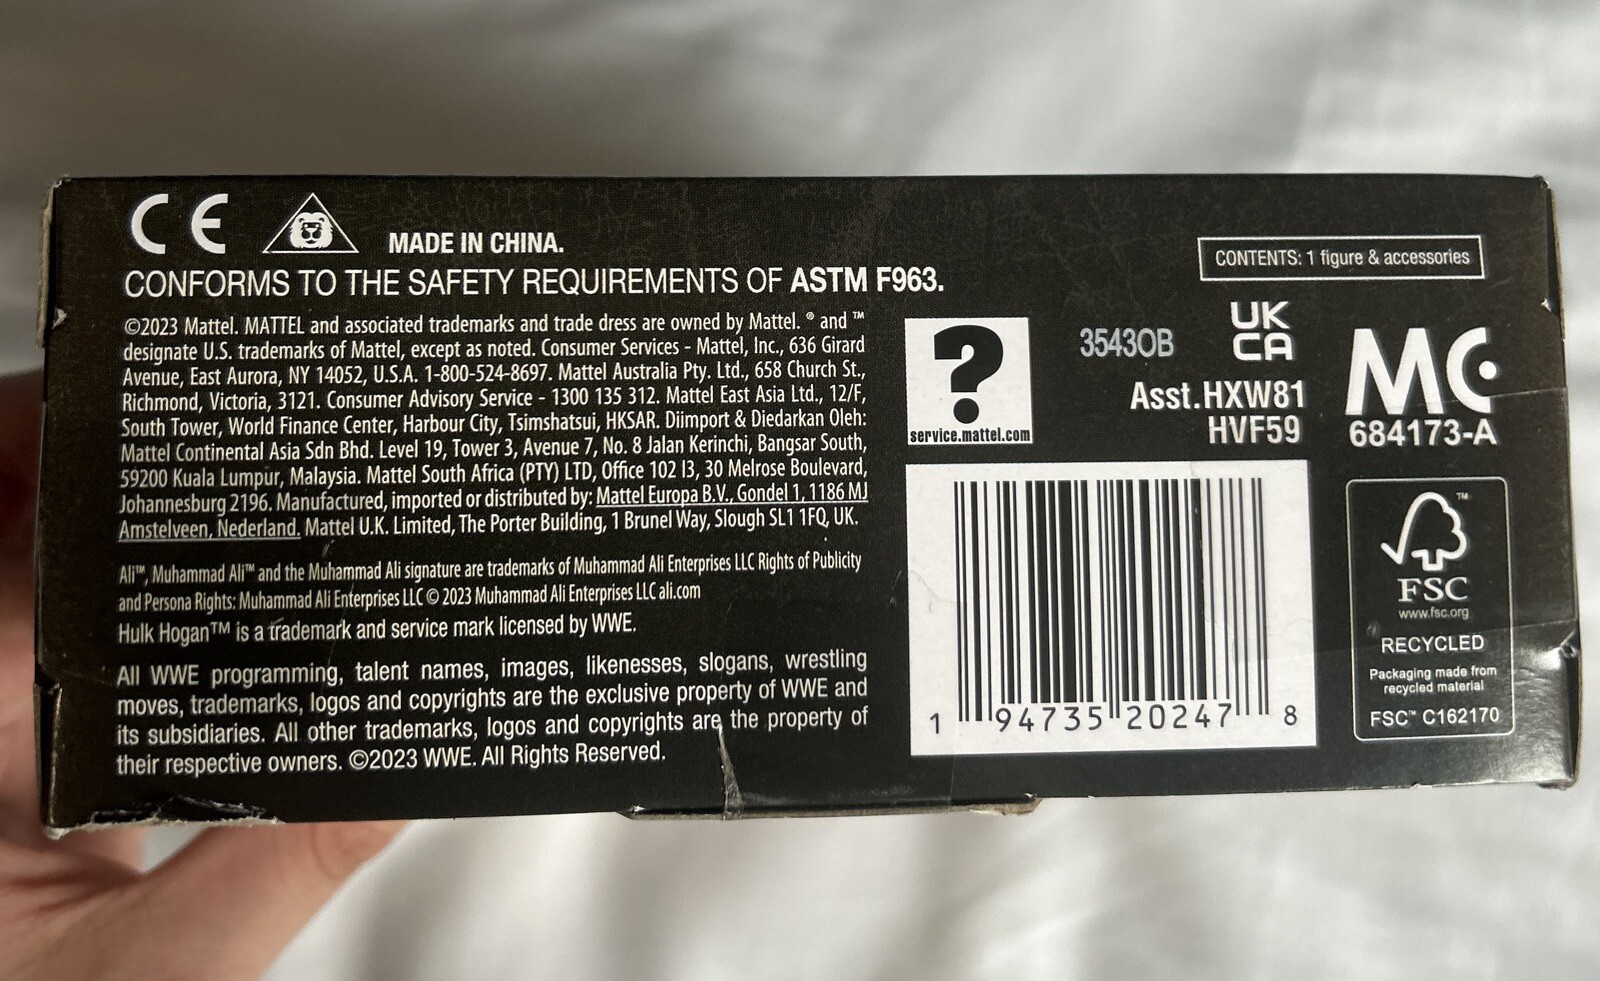 CE
MADE IN CHINA.
CONFORMS TO THE SAFETY REQUIREMENTS OF ASTM F963.
©2023 Mattel. MATTEL and associated trademarks and trade dress are owned by Mattel. ® and ™
designate U.S. trademarks of Mattel, except as noted. Consumer Services - Mattel, Inc., 636 Girard
Avenue, East Aurora, NY 14052, U.S.A. 1-800-524-8697. Mattel Australia Pty. Ltd., 658 Church St.,
Richmond, Victoria, 3121. Consumer Advisory Service - 1300 135 312. Mattel East Asia Ltd., 12/F,
South Tower, World Finance Center, Harbour City, Tsimshatsui, HKSAR. Diimport & Diedarkan Oleh:
Mattel Continental Asia Sdn Bhd. Level 19, Tower 3, Avenue 7, No. 8 Jalan Kerinchi, Bangsar South,
59200 Kuala Lumpur, Malaysia. Mattel South Africa (PTY) LTD, Office 102 I3, 30 Melrose Boulevard,
Johannesburg 2196. Manufactured, imported or distributed by: Mattel Europa B.V., Gondel 1, 1186 MJ
Amstelveen, Nederland. Mattel U.K. Limited, The Porter Building, 1 Brunel Way, Slough SL1 1FQ, UK.
Ali™, Muhammad Ali™ and the Muhammad Ali signature are trademarks of Muhammad Ali Enterprises LLC Rights of Publicity
and Persona Rights: Muhammad Ali Enterprises LLC © 2023 Muhammad Ali Enterprises LLC ali.com
Hulk Hogan™ is a trademark and service mark licensed by WWE.
All WWE programming, talent names, images, likenesses, slogans, wrestling
moves, trademarks, logos and copyrights are the exclusive property of WWE and
its subsidiaries. All other trademarks, logos and copyrights are the property of
their respective owners. ©2023 WWE. All Rights Reserved.
CONTENTS: 1 figure & accessories
?
service.mattel.com
3543OB
UK
CA
Asst.HXW81
HVF59
MC
684173-A
1 94735 20247 8
FSC™
www.fsc.org
RECYCLED
Packaging made from
recycled material
FSC™ C162170